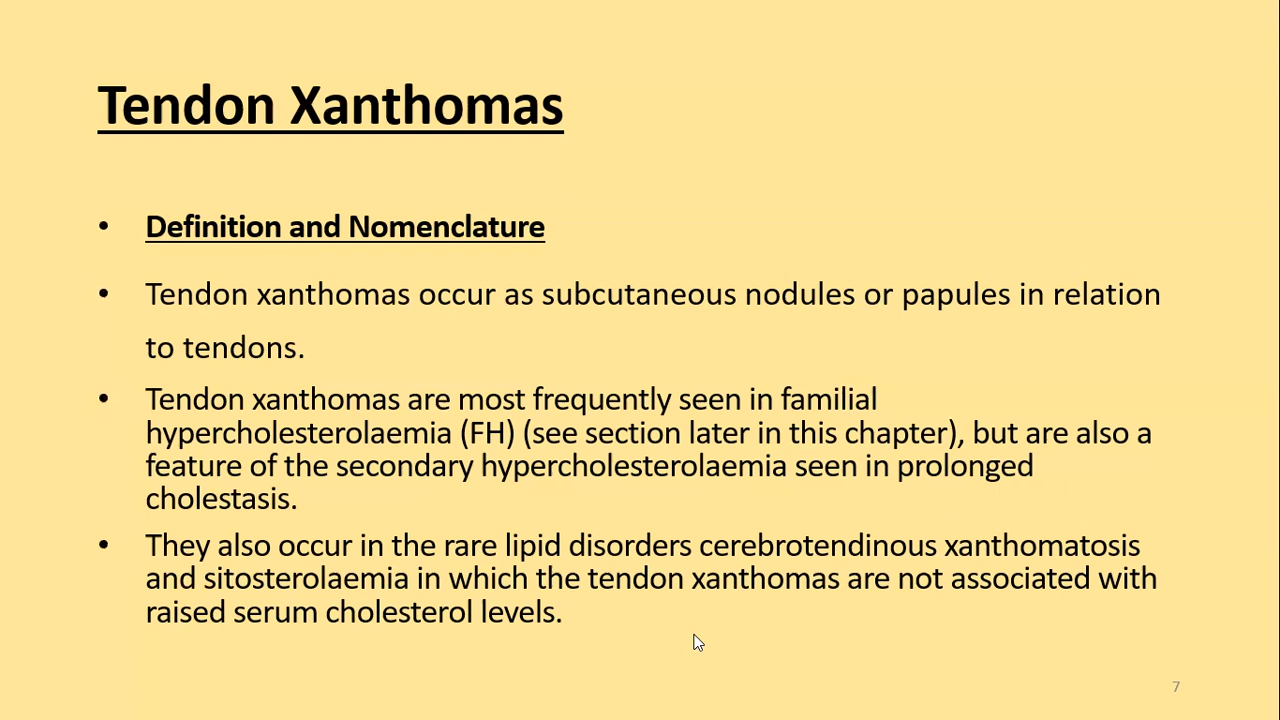 Tendon Xanthomas
• Definition and Nomenclature
• Tendon xanthomas occur as subcutaneous nodules or papules in relation
to tendons.
• Tendon xanthomas are most frequently seen in familial
hypercholesterolaemia (FH) (see section later in this chapter), but are also a
feature of the secondary hypercholesterolaemia seen in prolonged
cholestasis.
• They also occur in the rare lipid disorders cerebrotendinous xanthomatosis
and sitosterolaemia in which the tendon xanthomas are not associated with
raised serum cholesterol levels.
7